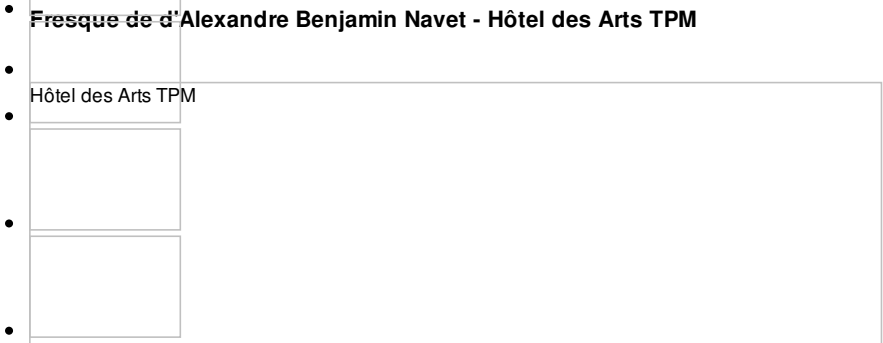 Fresque de d'Alexandre Benjamin Navet - Hôtel des Arts TPM
Hôtel des Arts TPM